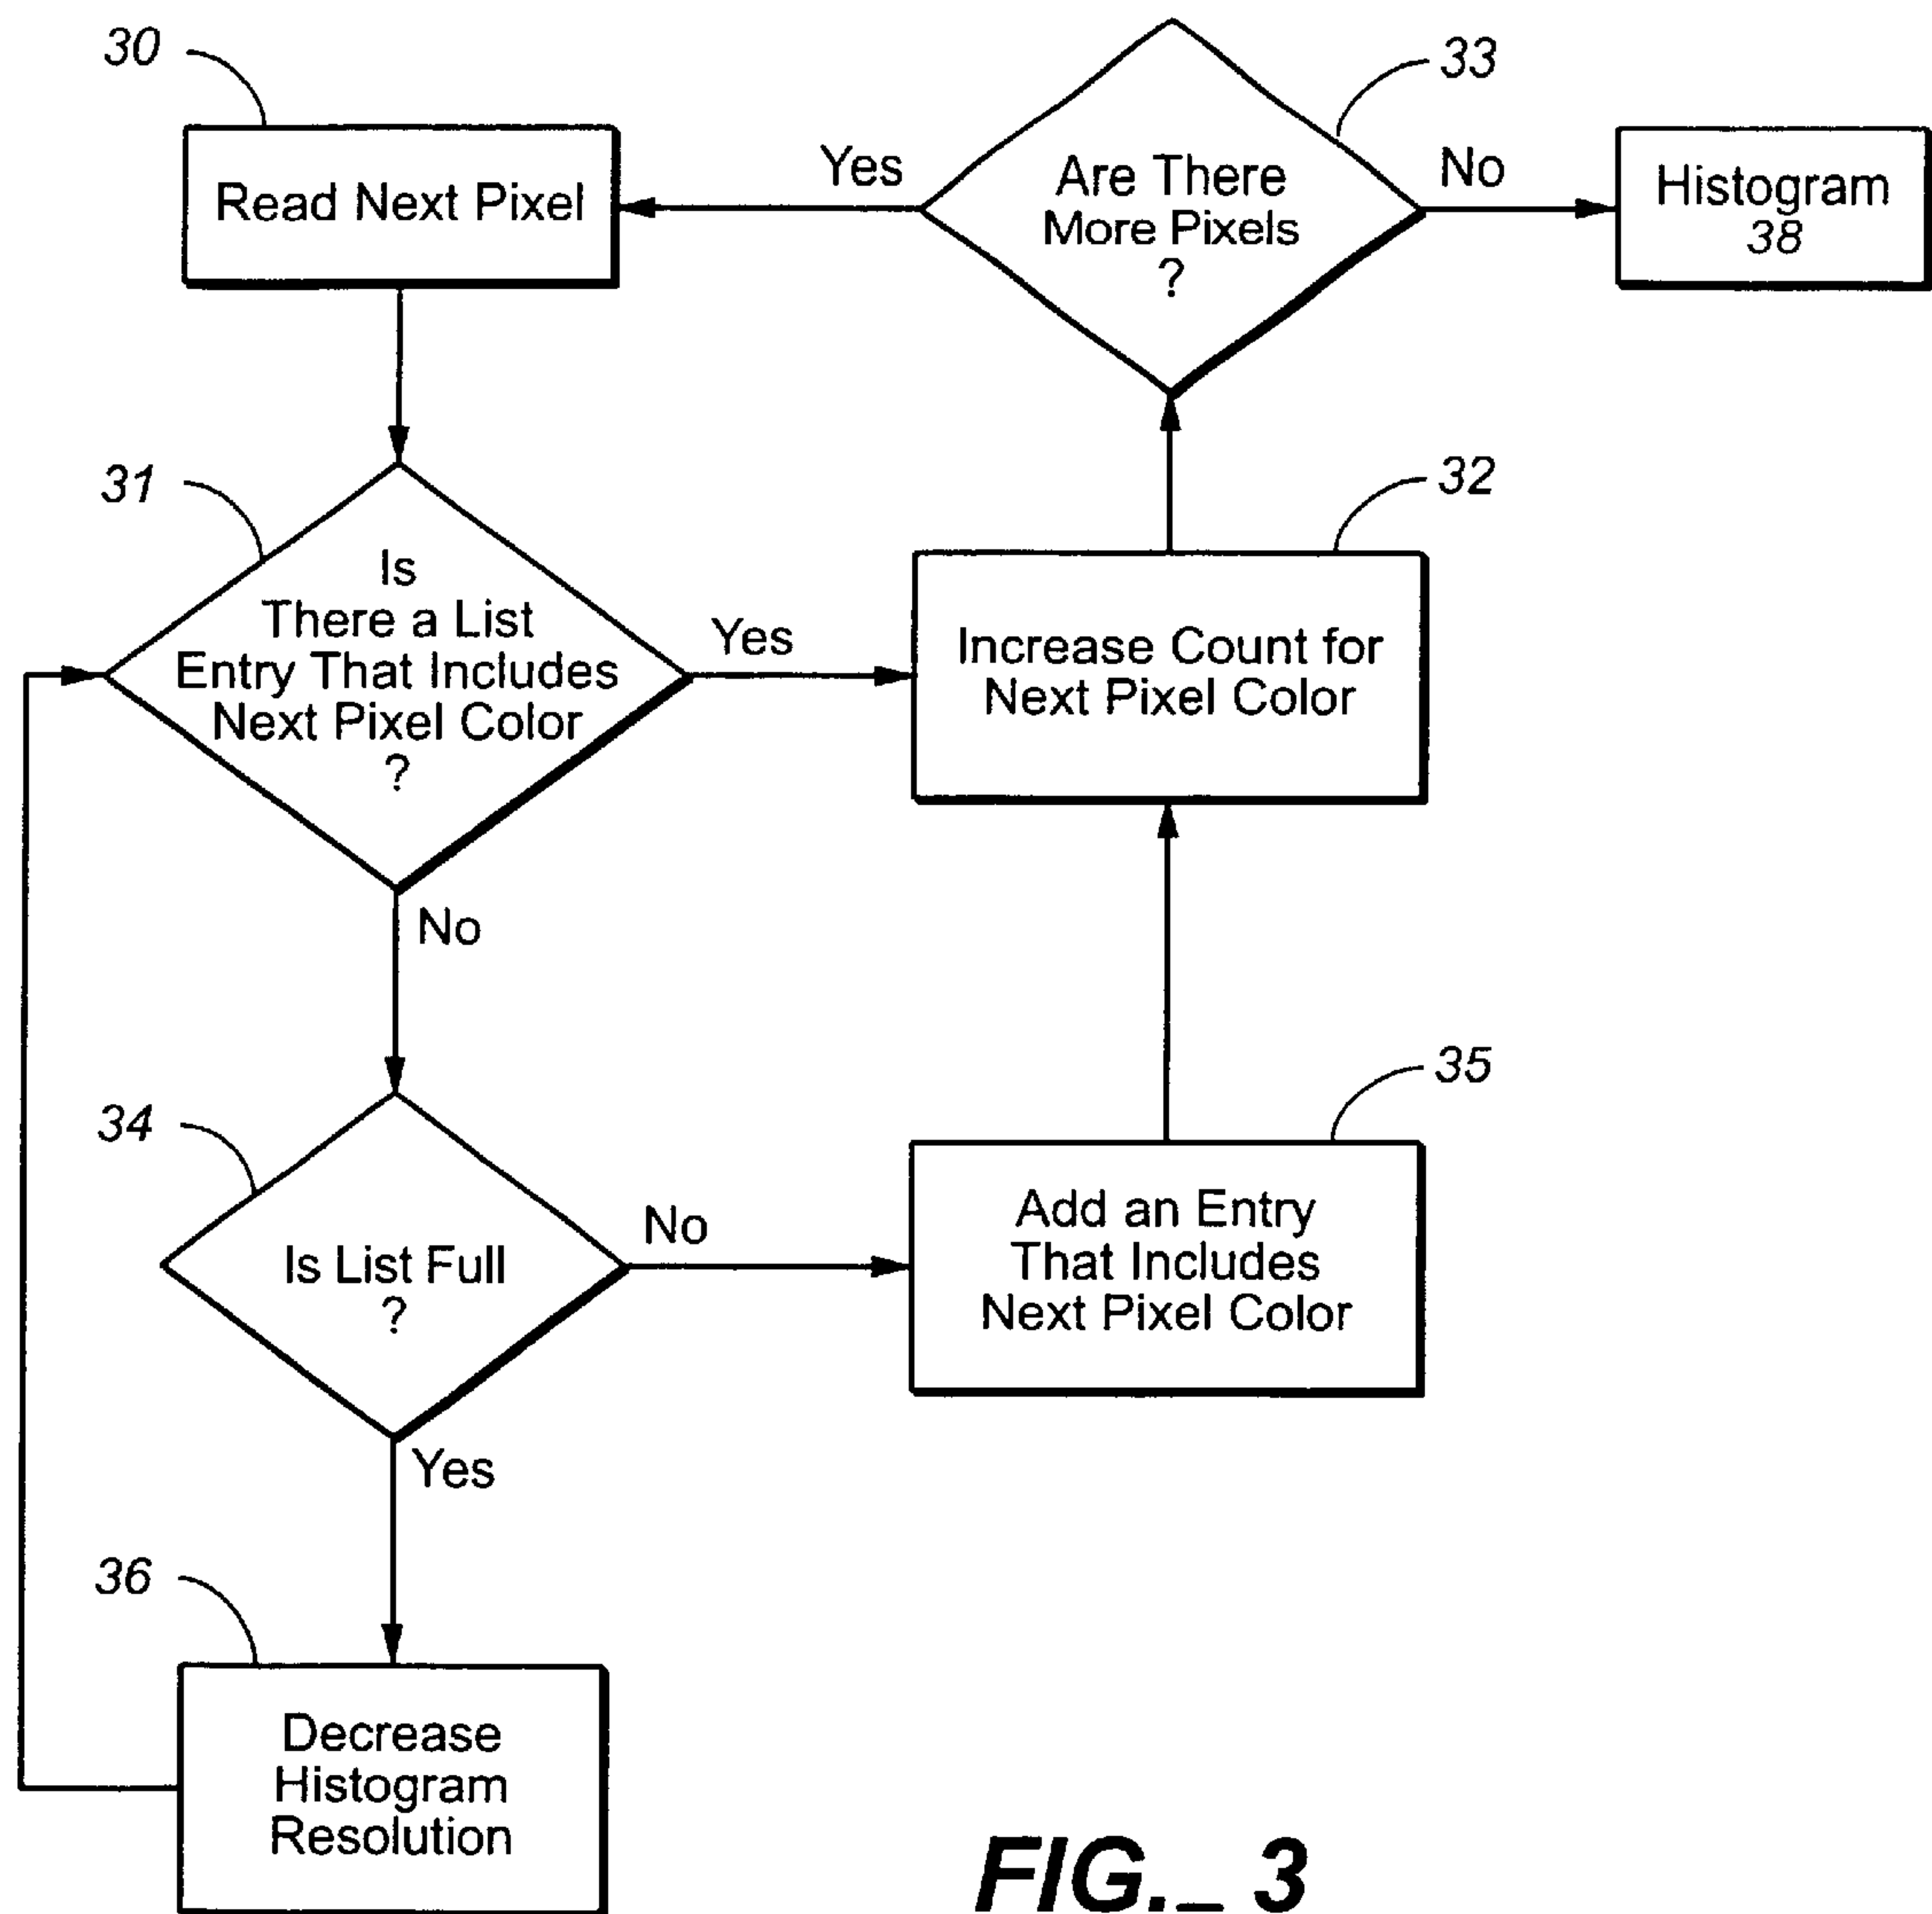 30
Read Next Pixel
Yes
Are There
More Pixels
?
33
No
Histogram
38
31
Is
There a List
Entry That Includes
Next Pixel Color
?
Yes
32
Increase Count for
Next Pixel Color
No
34
Is List Full
?
No
35
Add an Entry
That Includes
Next Pixel Color
Yes
36
Decrease
Histogram
Resolution
FIG._ 3